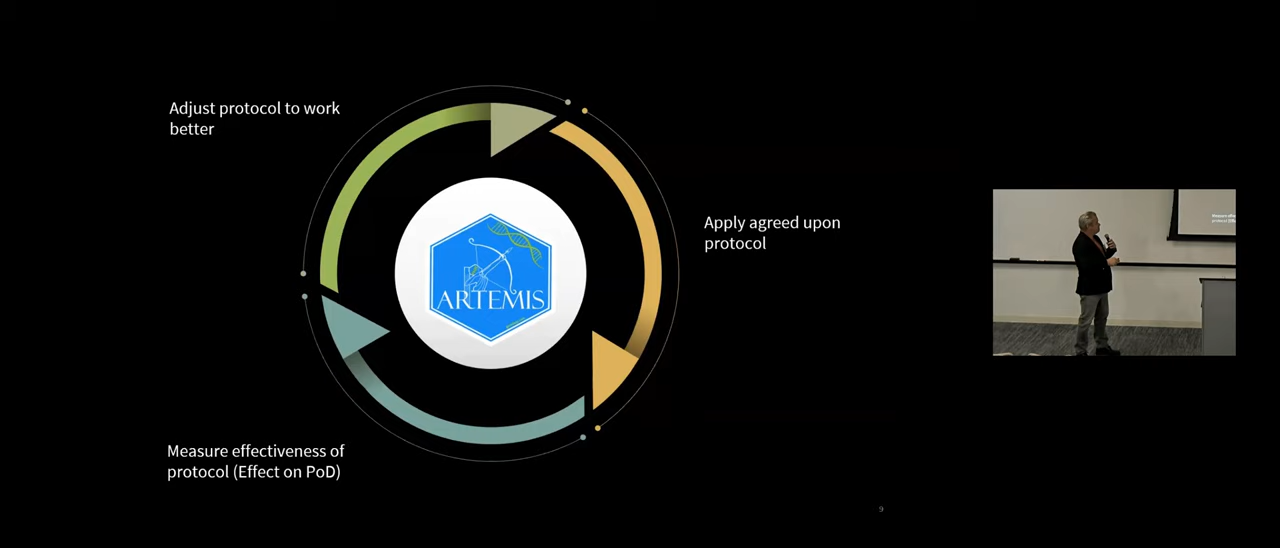 Adjust protocol to work
better
Apply agreed upon
protocol
ARTEMIS
Measure effectiveness of
protocol (Effect on PoD)
9